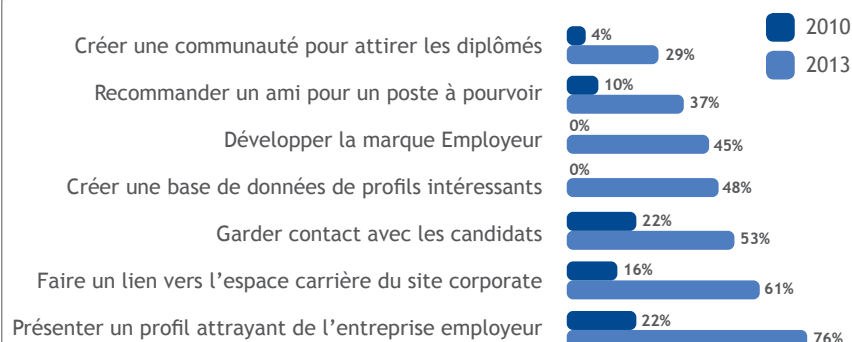 2010
2013
Créer une communauté pour attirer les diplômés
4%
29%
Recommander un ami pour un poste à pourvoir
10%
37%
Développer la marque Employeur
0%
45%
Créer une base de données de profils intéressants
0%
48%
Garder contact avec les candidats
22%
53%
Faire un lien vers l’espace carrière du site corporate
16%
61%
Présenter un profil attrayant de l’entreprise employeur
22%
76%